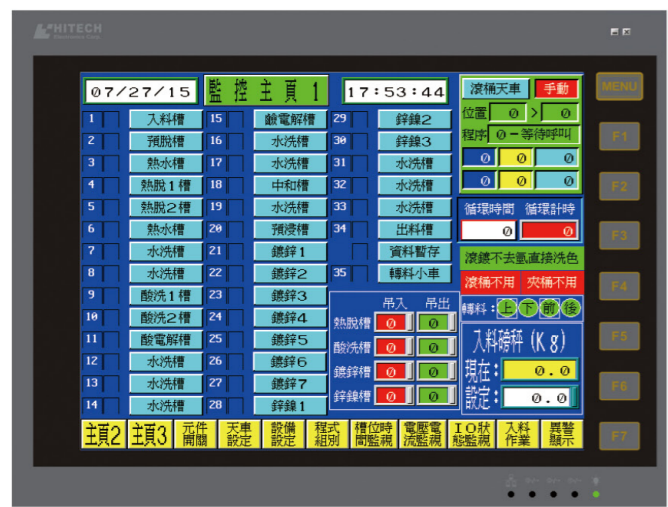 HITECH
Electronics Corp.
07/27/15 監控主頁1 17:53:44 滾桶天車 手動 MENU
位置 0 > 0
程序 0-等待呼叫
0 0 0
0 0 0
1 入料槽 15 鹼電解槽 29 鋅鎳2
2 預脫槽 16 水洗槽 30 鋅鎳3 F1
3 熱水槽 17 水洗槽 31 水洗槽
4 熱脫1槽 18 中和槽 32 水洗槽 F2
5 熱脫2槽 19 水洗槽 33 水洗槽 循環時間 循環計時
6 熱水槽 20 預浸槽 34 出料槽 0 0 F3
7 水洗槽 21 鍍鋅1 資料暫存 滾鍍不去氫直接洗色
8 水洗槽 22 鍍鋅2 35 轉料小車 滾桶不用 夾桶不用 F4
9 酸洗1槽 23 鍍鋅3 吊入 吊出 轉料:上下前後
10 酸洗2槽 24 鍍鋅4 熱脫槽 0 0
11 酸電解槽 25 鍍鋅5 酸洗槽 0 0 入料磅秤(Kg) F5
12 水洗槽 26 鍍鋅6 鍍鋅槽 0 0 現在: 0.0
13 水洗槽 27 鍍鋅7 鋅鎳槽 0 0 設定: 0.0 F6
14 水洗槽 28 鋅鎳1
主頁2 主頁3 元件開關 天車設定 設備設定 程式組別 槽位時間監視 電壓電流監視 IO狀態監視 入料作業 異警顯示 F7